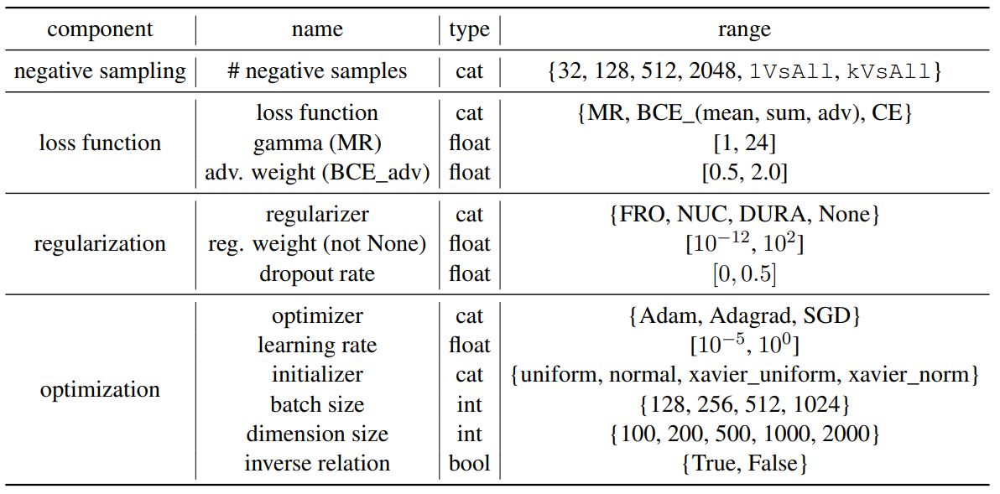 component name type range
negative sampling # negative samples cat {32, 128, 512, 2048, 1VsAll, kVsAll}
loss function cat {MR, BCE_(mean, sum, adv), CE}
loss function gamma (MR) float [1, 24]
adv. weight (BCE_adv) float [0.5, 2.0]
regularizer cat {FRO, NUC, DURA, None}
regularization reg. weight (not None) float [10⁻¹², 10²]
dropout rate float [0, 0.5]
optimizer cat {Adam, Adagrad, SGD}
learning rate float [10⁻⁵, 10⁰]
initializer cat {uniform, normal, xavier_uniform, xavier_norm}
optimization
batch size int {128, 256, 512, 1024}
dimension size int {100, 200, 500, 1000, 2000}
inverse relation bool {True, False}